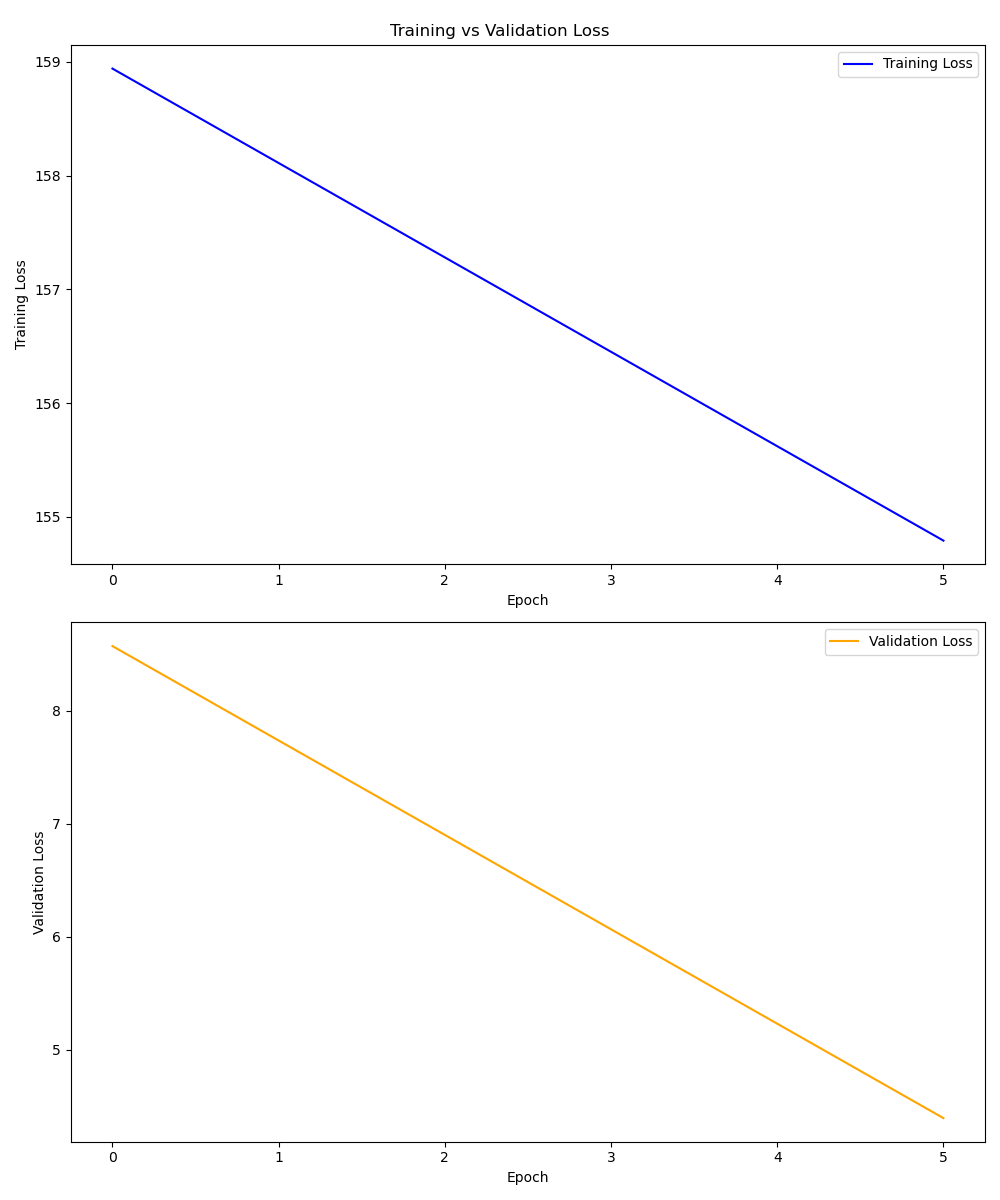 Training vs Validation Loss
Training Loss
159
158
157
156
155
Training Loss
0 1 2 3 4 5
Epoch
Validation Loss
8
7
6
5
Validation Loss
0 1 2 3 4 5
Epoch